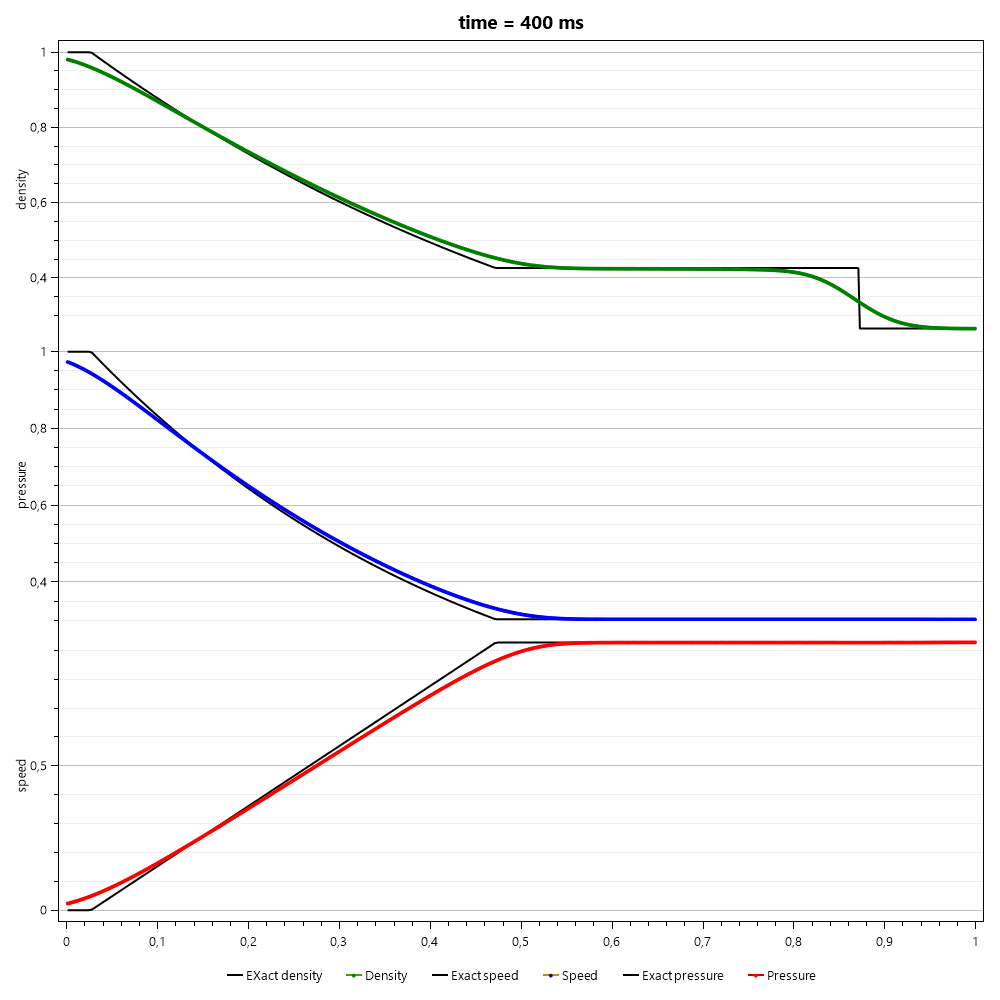 time = 400 ms
1
0,8
0,6
0,4
density
1
0,8
0,6
0,4
pressure
0,5
0
speed
0 0,1 0,2 0,3 0,4 0,5 0,6 0,7 0,8 0,9 1
EXact density Density Exact speed Speed Exact pressure Pressure